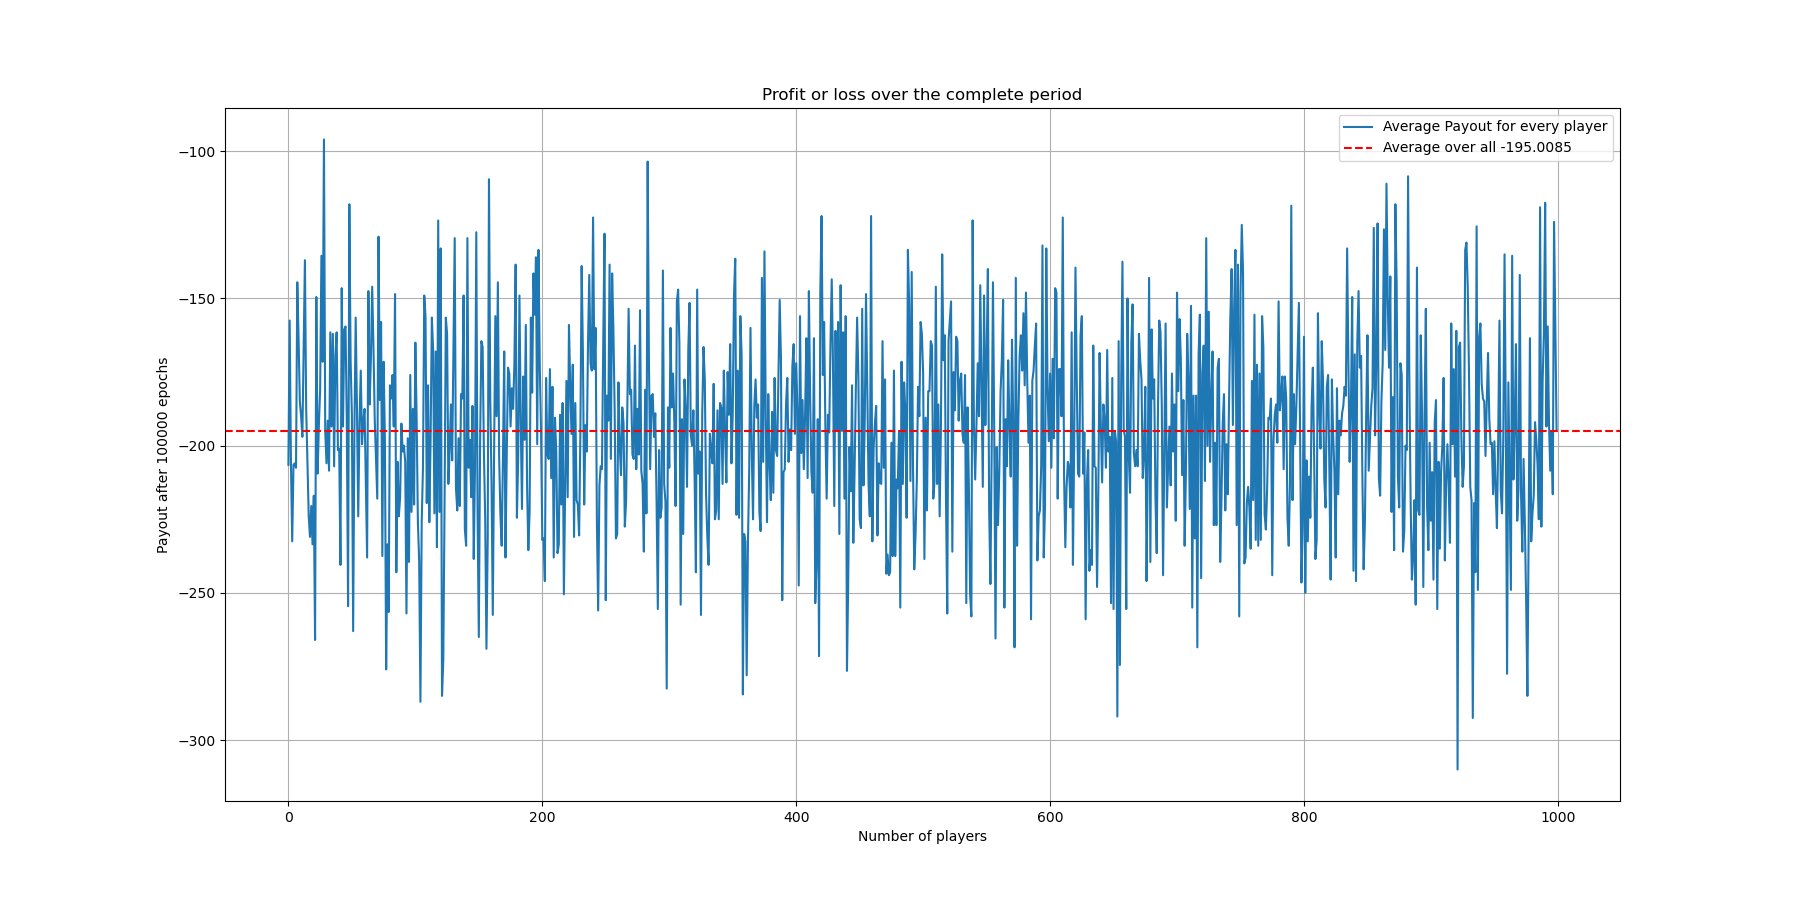 Profit or loss over the complete period
Average Payout for every player
Average over all -195.0085
−100
−150
−200
−250
−300
Payout after 100000 epochs
0
200
400
600
800
1000
Number of players